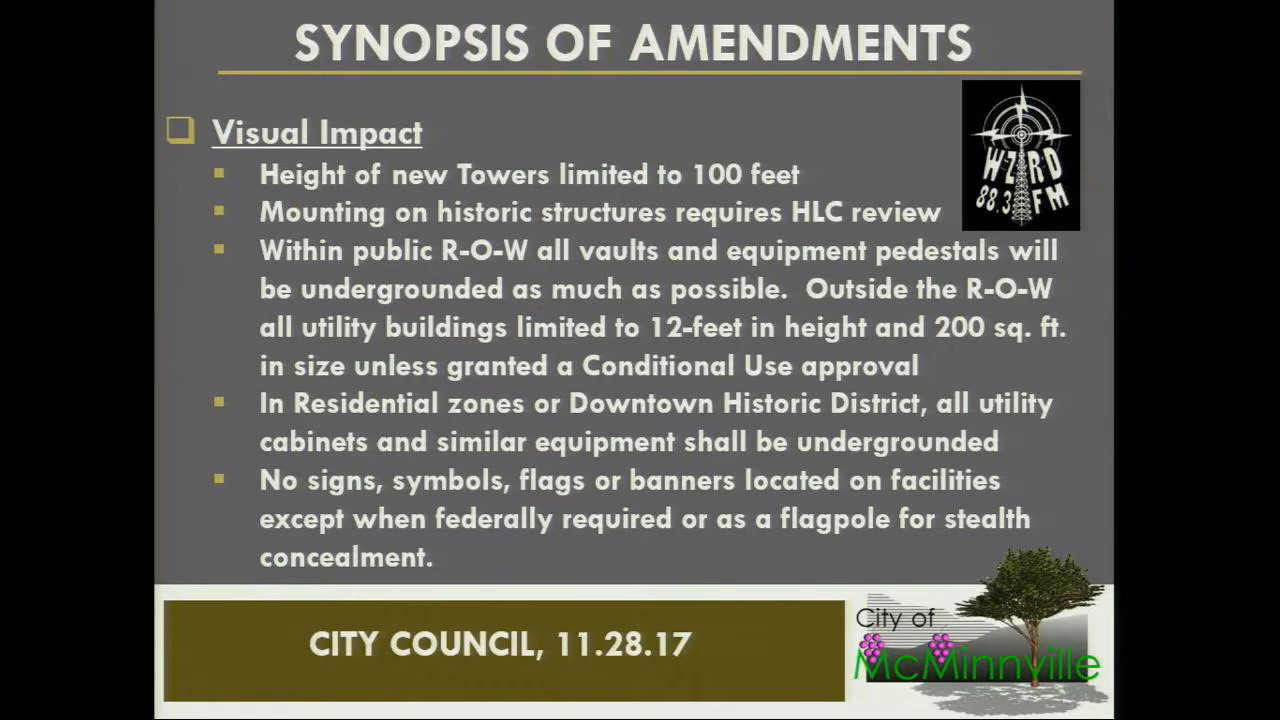 SYNOPSIS OF AMENDMENTS
Visual Impact
Height of new Towers limited to 100 feet
Mounting on historic structures requires HLC review
Within public R-O-W all vaults and equipment pedestals will
be undergrounded as much as possible.  Outside the R-O-W
all utility buildings limited to 12-feet in height and 200 sq. ft.
in size unless granted a Conditional Use approval
In Residential zones or Downtown Historic District, all utility
cabinets and similar equipment shall be undergrounded
No signs, symbols, flags or banners located on facilities
except when federally required or as a flagpole for stealth
concealment.
WZRD
88.3 FM
CITY COUNCIL, 11.28.17
City of
McMinnville